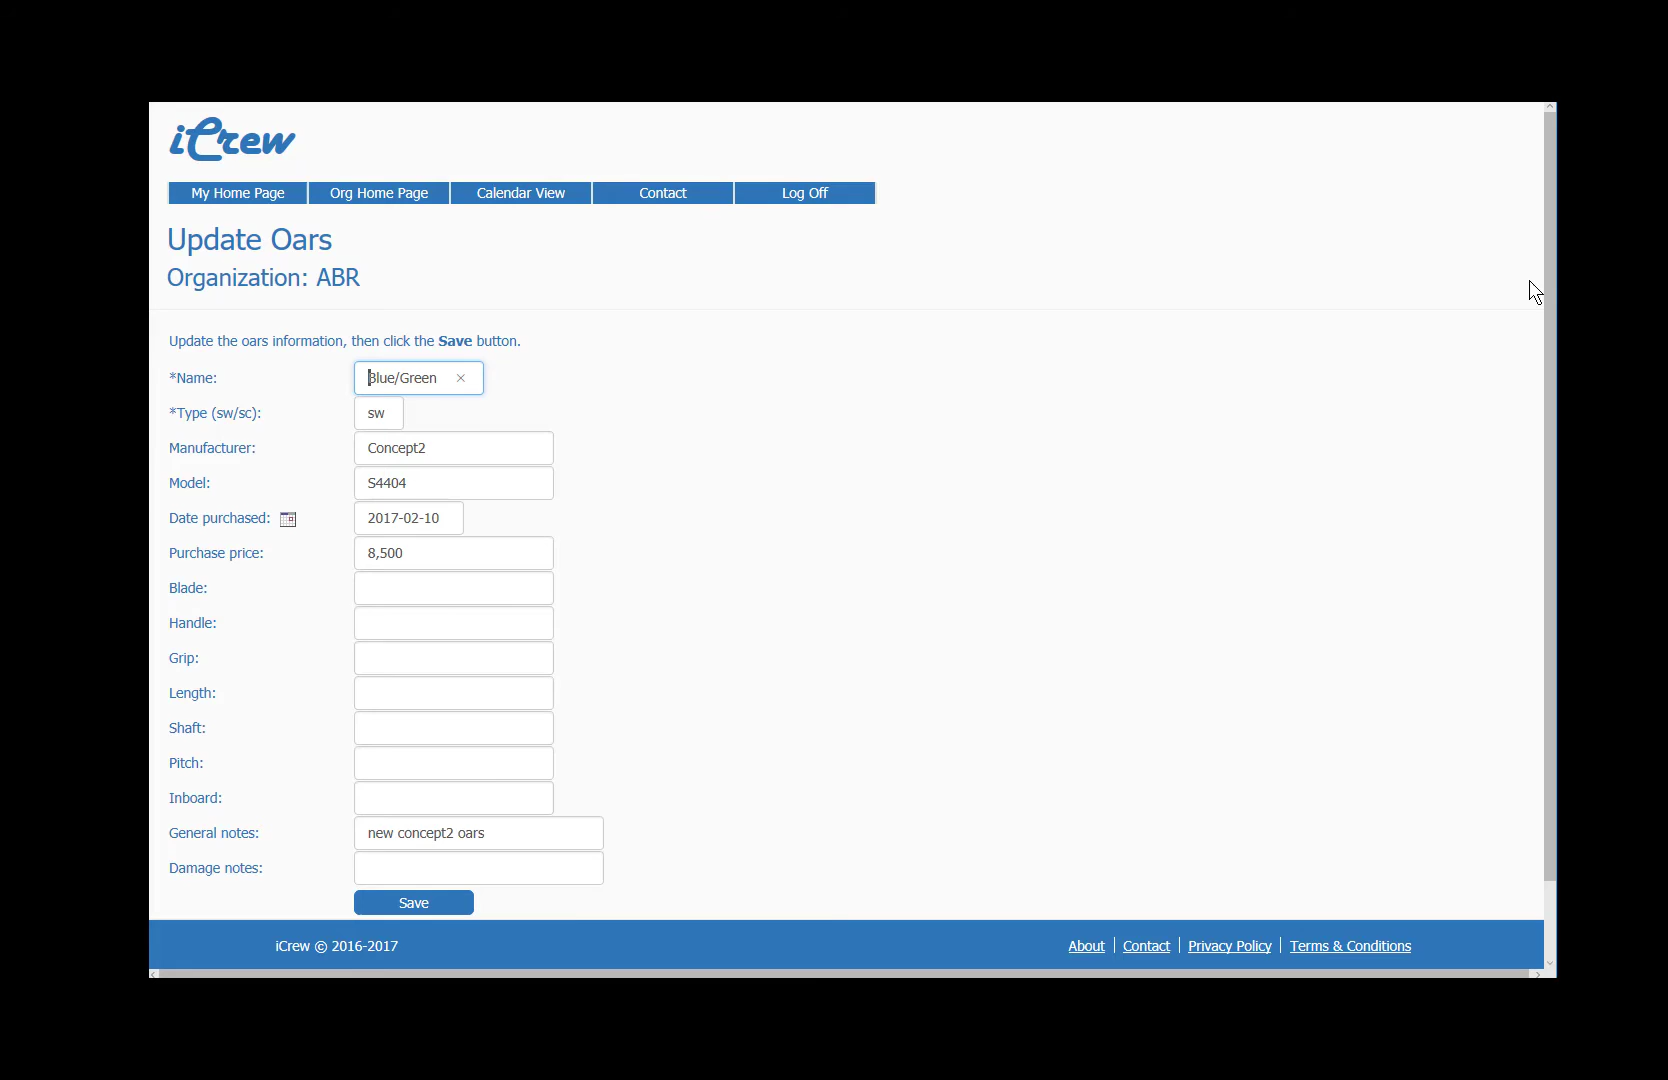 iCrew
My Home Page Org Home Page Calendar View Contact Log Off
Update Oars
Organization: ABR
Update the oars information, then click the Save button.
*Name: Blue/Green ×
*Type (sw/sc): sw
Manufacturer: Concept2
Model: S4404
Date purchased: 2017-02-10
Purchase price: 8,500
Blade:
Handle:
Grip:
Length:
Shaft:
Pitch:
Inboard:
General notes: new concept2 oars
Damage notes:
Save
iCrew © 2016-2017 About Contact Privacy Policy Terms & Conditions